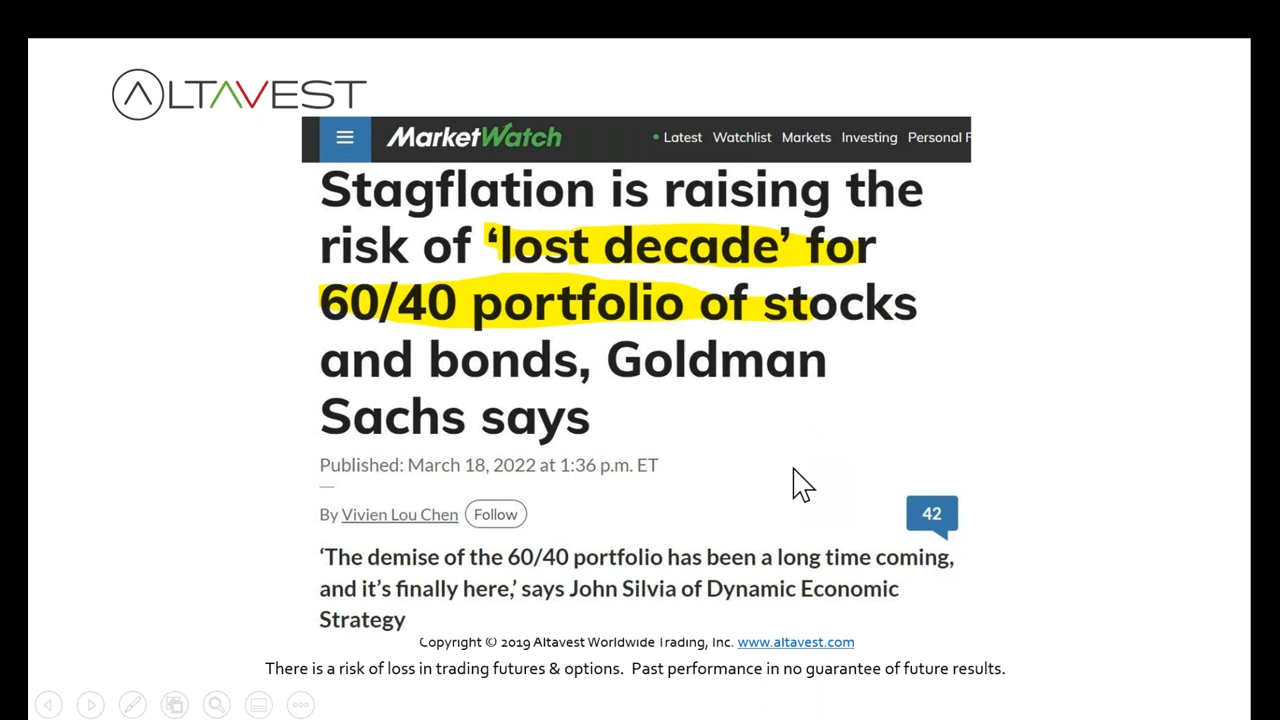 ALTAVEST
MarketWatch
• Latest Watchlist Markets Investing Personal F
Stagflation is raising the
risk of ‘lost decade’ for
60/40 portfolio of stocks
and bonds, Goldman
Sachs says
Published: March 18, 2022 at 1:36 p.m. ET
By Vivien Lou Chen Follow
42
‘The demise of the 60/40 portfolio has been a long time coming,
and it’s finally here,’ says John Silvia of Dynamic Economic
Strategy
Copyright © 2019 Altavest Worldwide Trading, Inc. www.altavest.com
There is a risk of loss in trading futures & options. Past performance in no guarantee of future results.